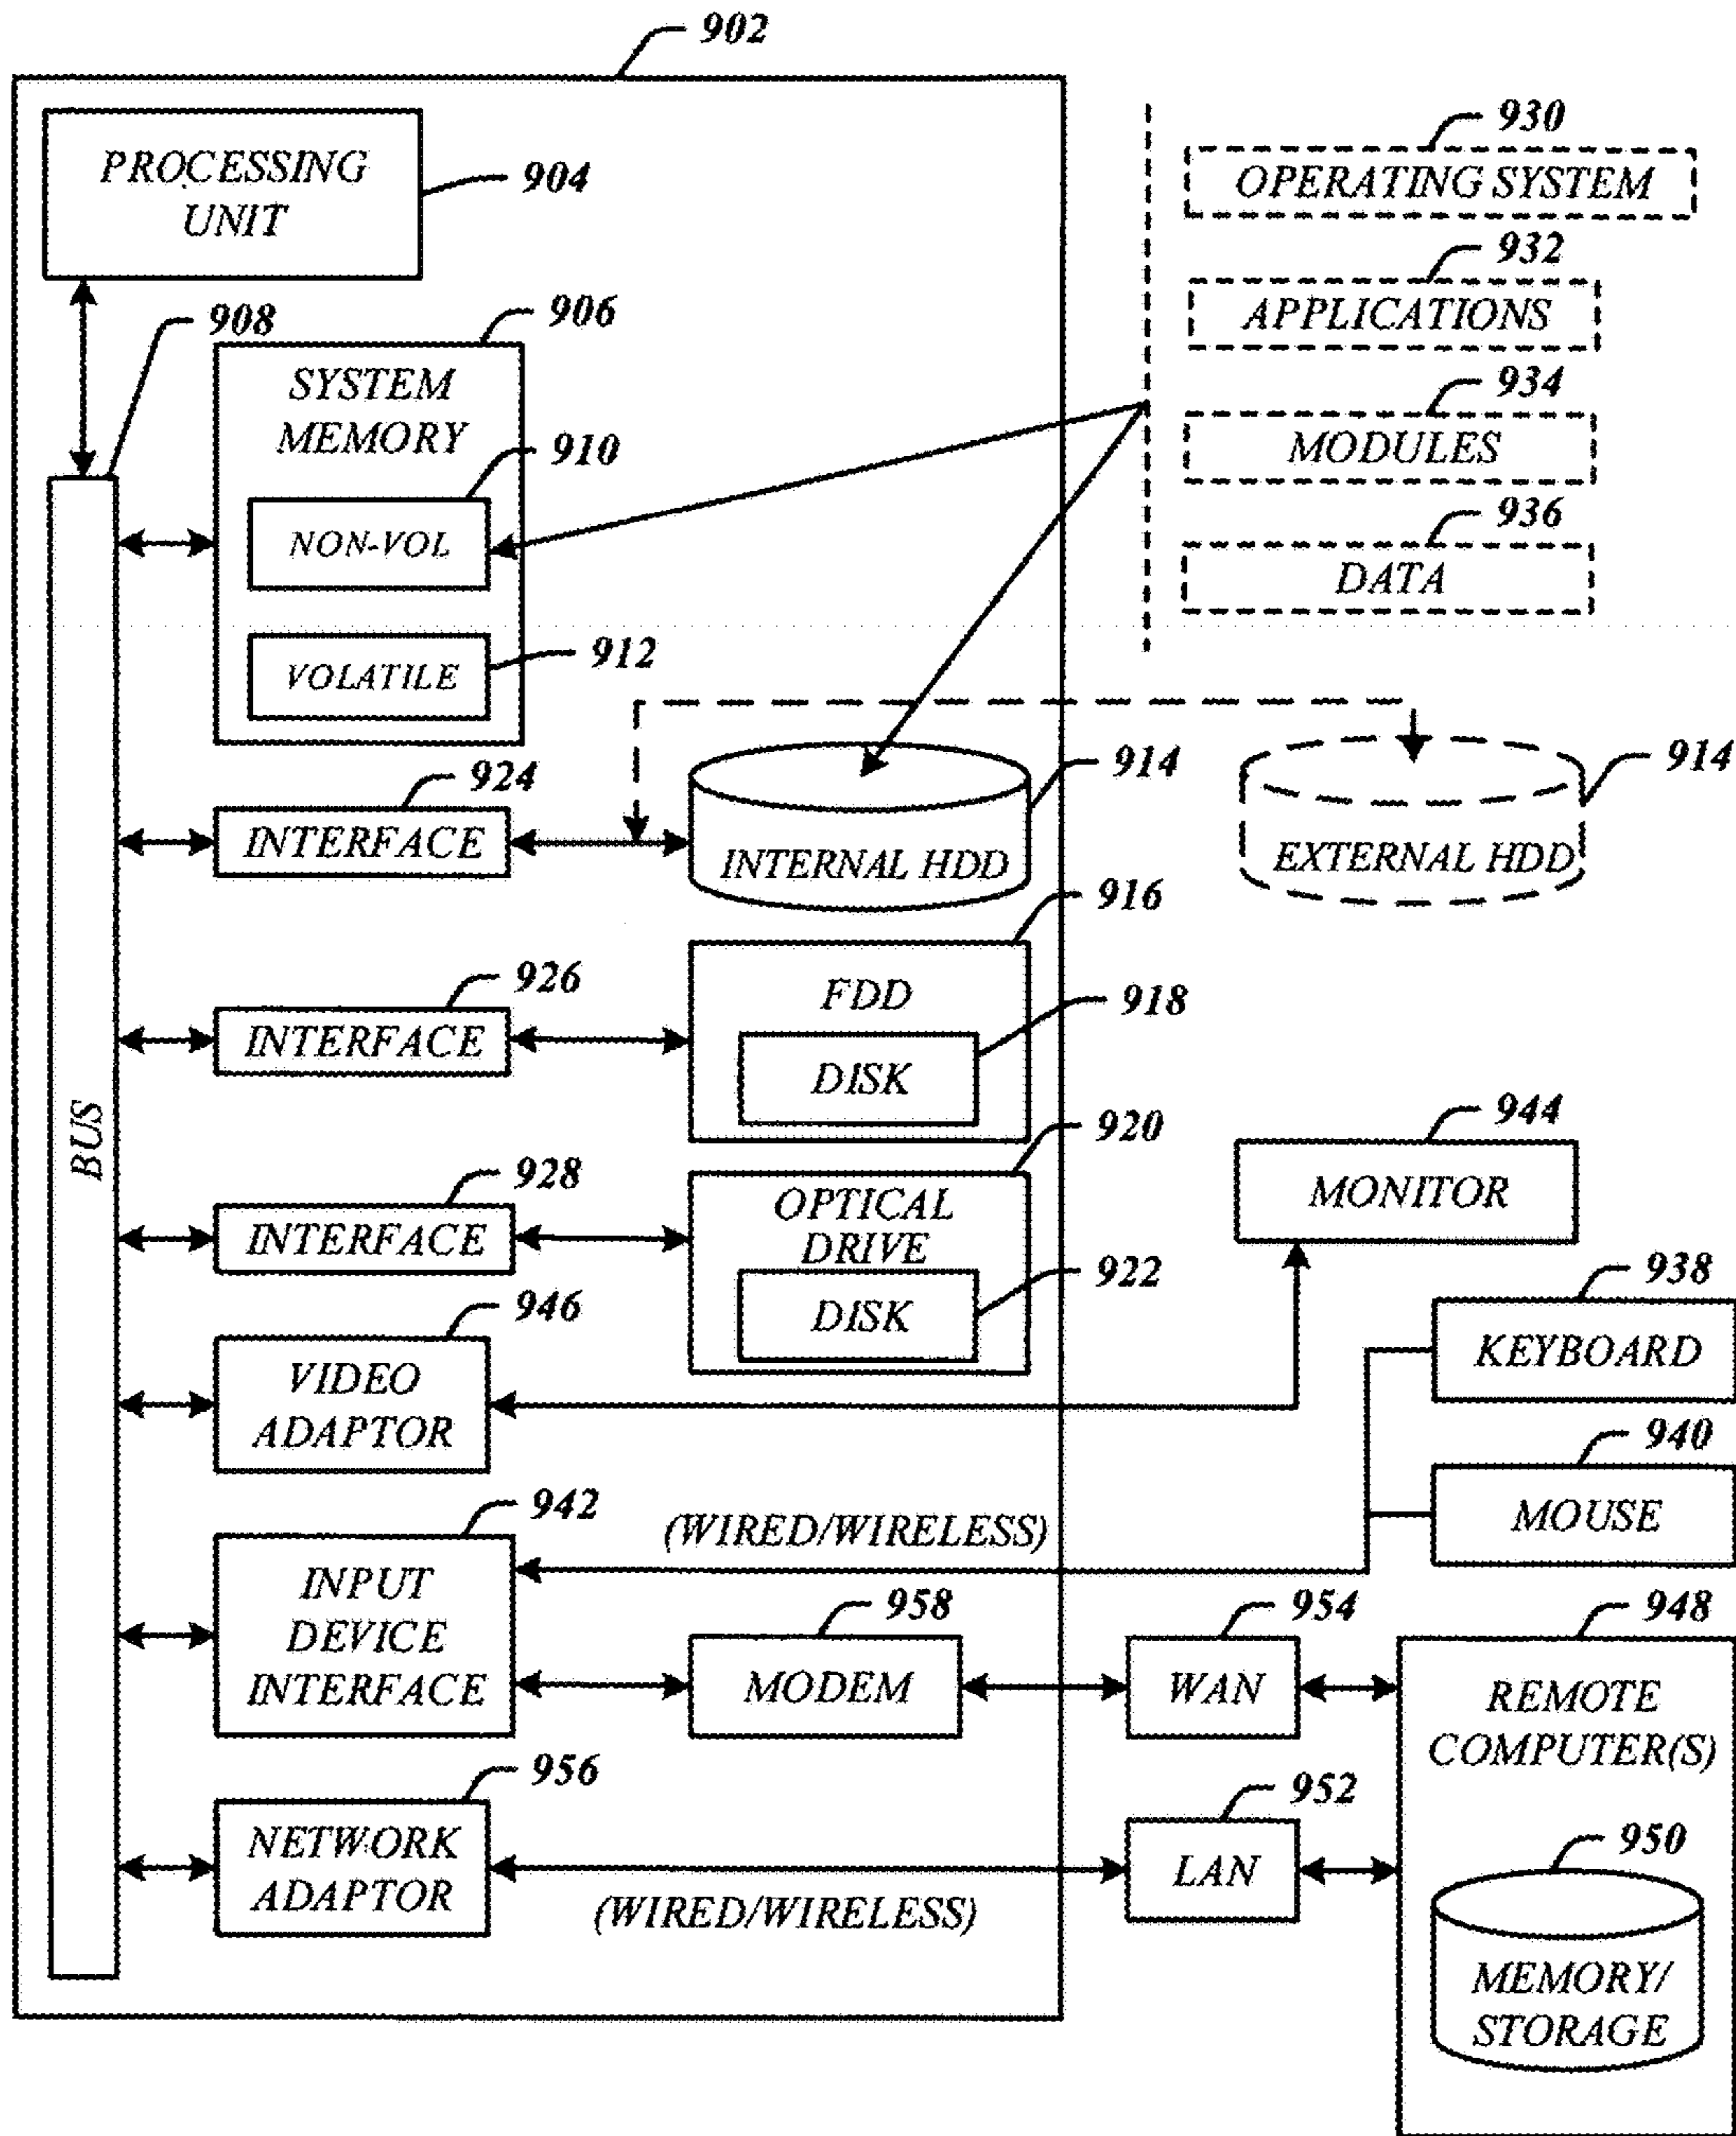 902
PROCESSING
UNIT
904
908
906
SYSTEM
MEMORY
910
NON-VOL
912
VOLATILE
930
OPERATING SYSTEM
932
APPLICATIONS
934
MODULES
936
DATA
924
INTERFACE
914
INTERNAL HDD
914
EXTERNAL HDD
916
926
INTERFACE
FDD
918
DISK
BUS
920
928
INTERFACE
OPTICAL
DRIVE
922
DISK
944
MONITOR
938
KEYBOARD
946
VIDEO
ADAPTOR
940
MOUSE
942
INPUT
DEVICE
INTERFACE
(WIRED/WIRELESS)
958
MODEM
954
WAN
948
REMOTE
COMPUTER(S)
956
NETWORK
ADAPTOR
(WIRED/WIRELESS)
952
LAN
950
MEMORY/
STORAGE